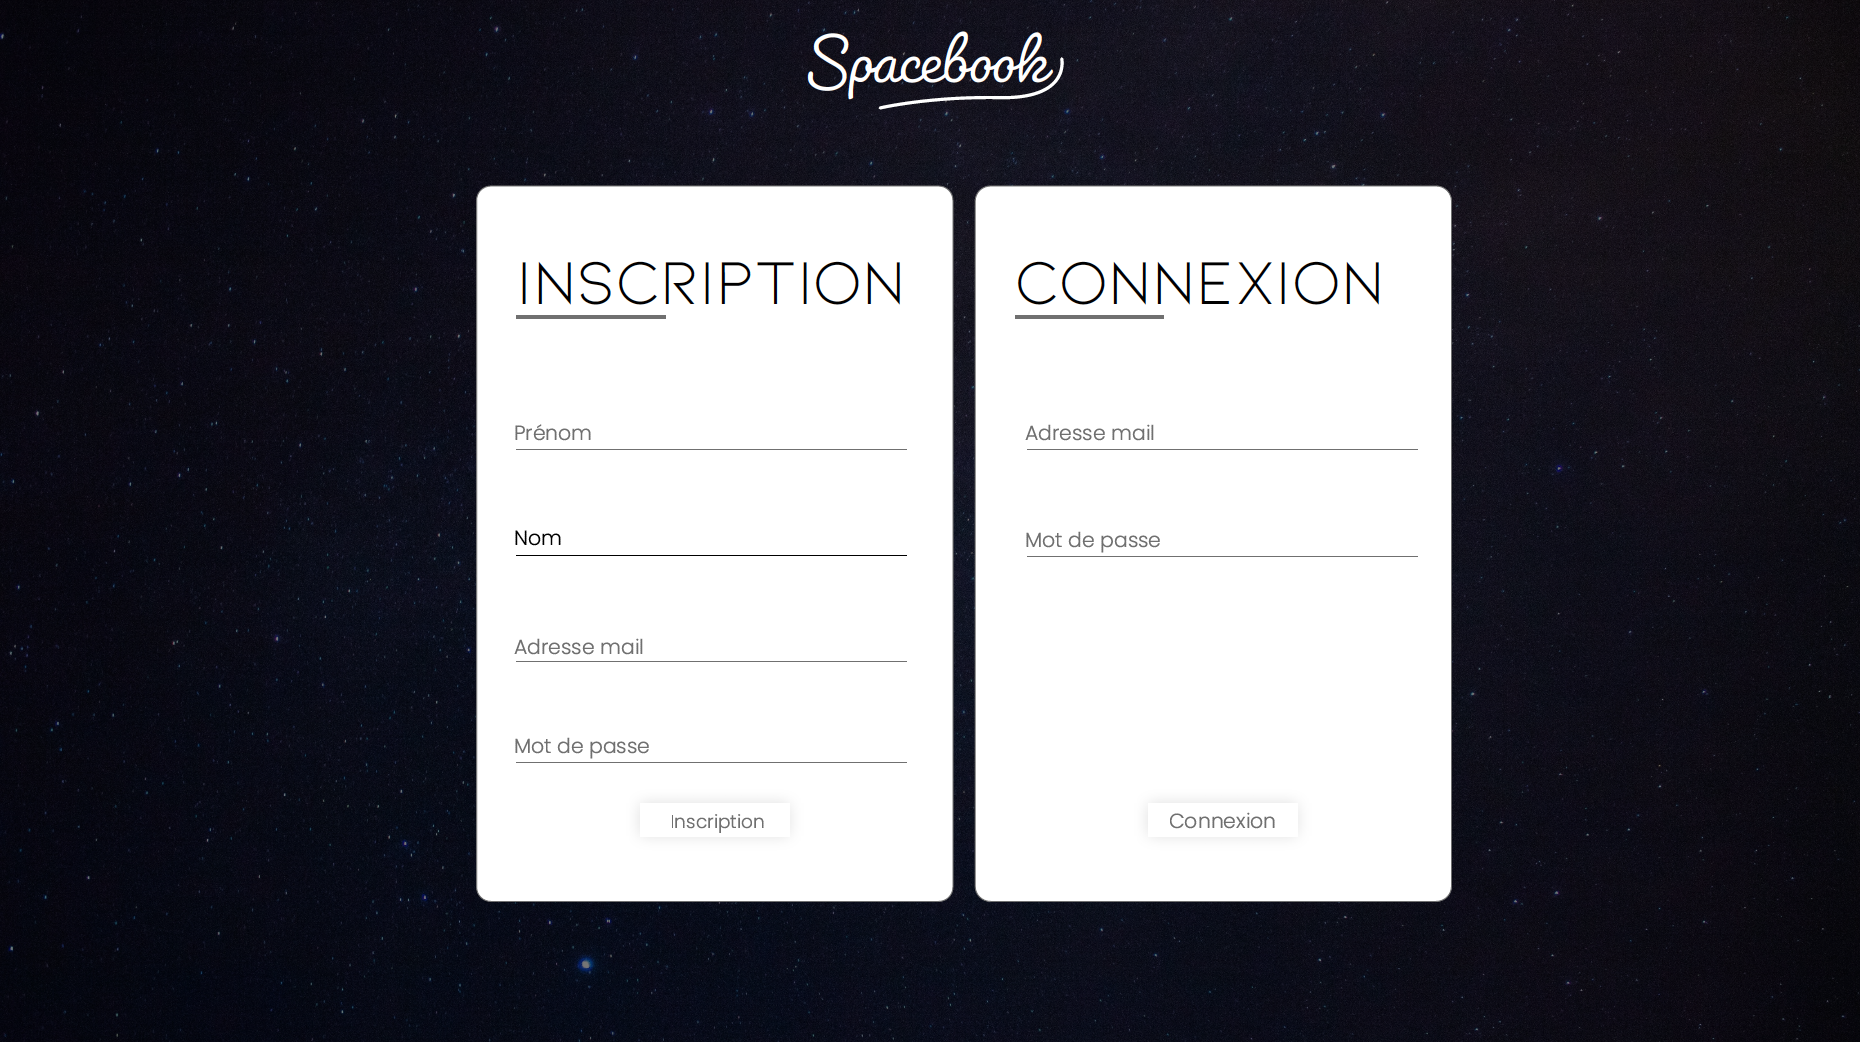 Spacebook
INSCRIPTION
Prénom
Nom
Adresse mail
Mot de passe
Inscription
CONNEXION
Adresse mail
Mot de passe
Connexion